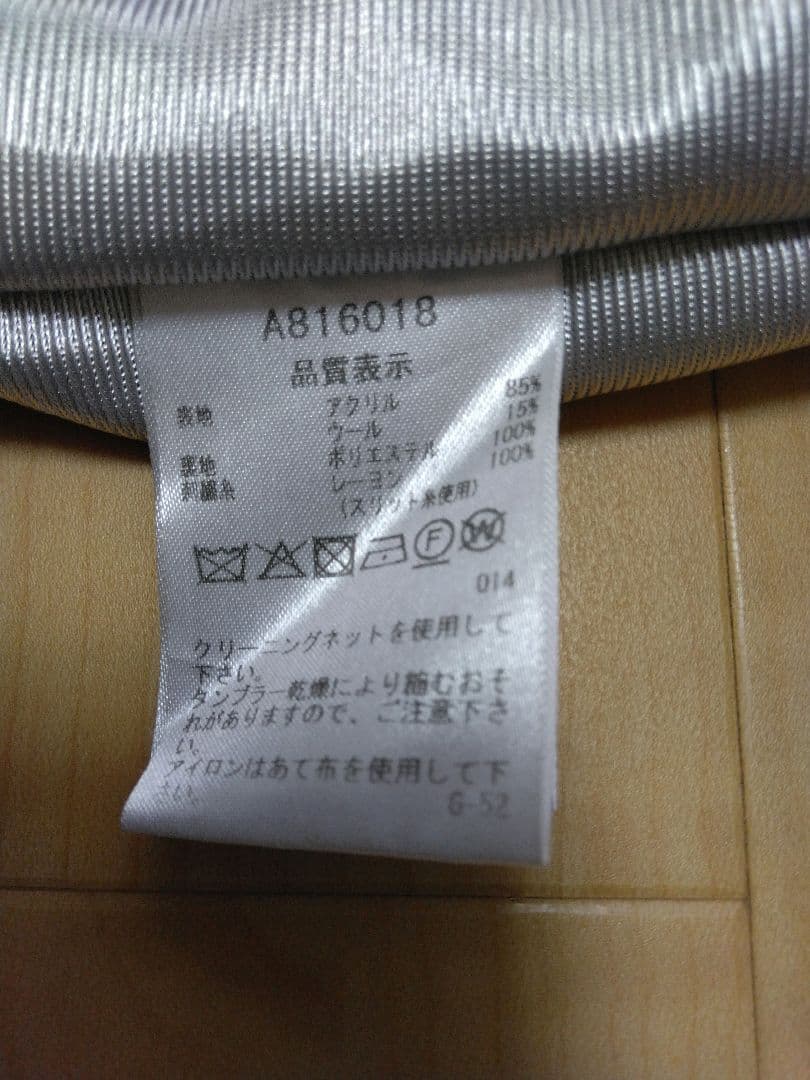 A816018
品質表示
表地 アクリル 85%
ウール 15%
裏地 ポリエステル 100%
刺繍糸 レーヨン 100%
(スリット糸使用)
F W
014
クリーニングネットを使用して
下さい。
タンブラー乾燥により縮むおそ
れがありますので、ご注意下さ
い。
アイロンはあて布を使用して下
さい。
G-52